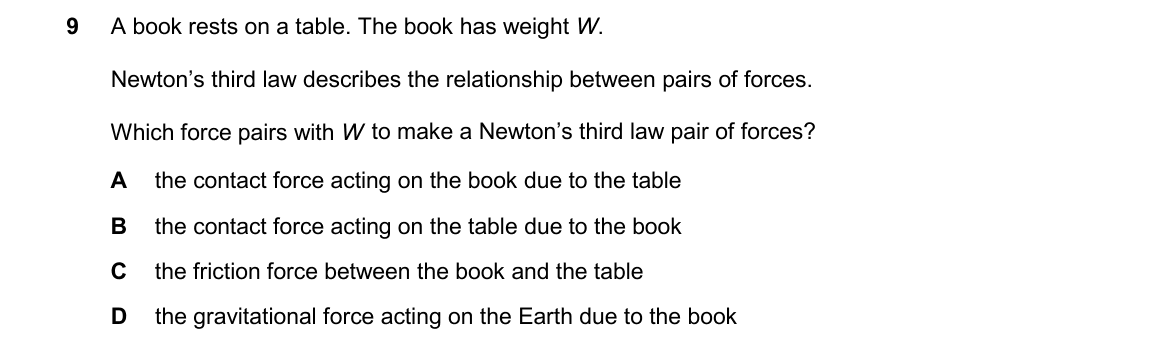 9 A book rests on a table. The book has weight W.
Newton's third law describes the relationship between pairs of forces.
Which force pairs with W to make a Newton's third law pair of forces?
A the contact force acting on the book due to the table
B the contact force acting on the table due to the book
C the friction force between the book and the table
D the gravitational force acting on the Earth due to the book